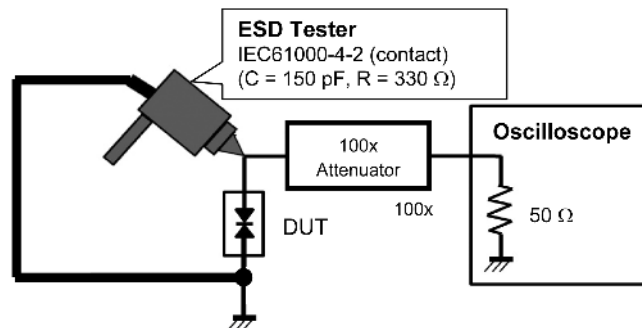 ESD Tester
IEC61000-4-2 (contact)
(C = 150 pF, R = 330 Ω)
100x
Attenuator
100x
Oscilloscope
50 Ω
DUT